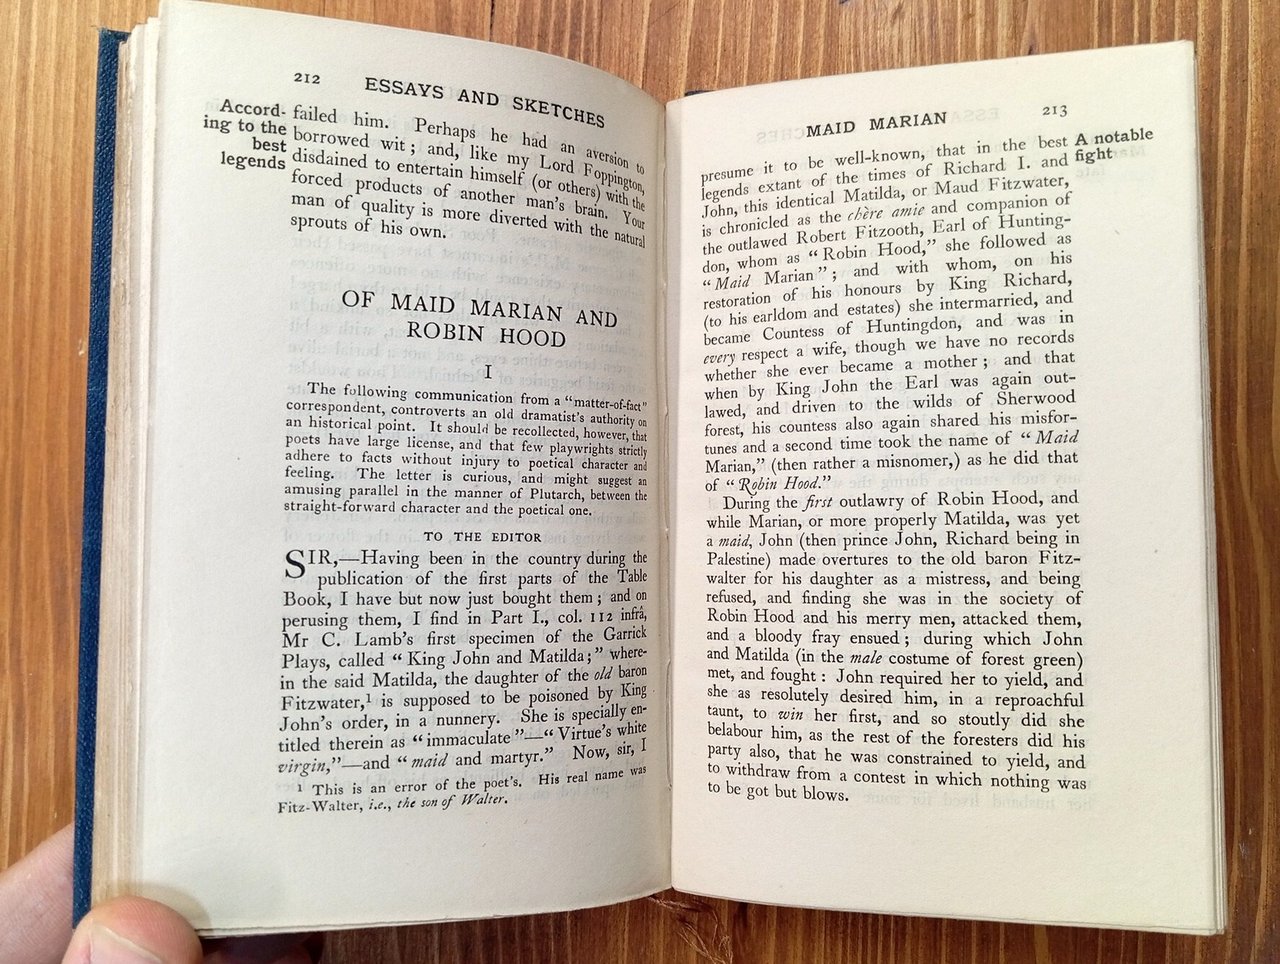 212
ESSAYS AND SKETCHES
Accord-
ing to the
best
legends
failed him. Perhaps he had an aversion to
borrowed wit; and, like my Lord Foppington,
disdained to entertain himself (or others) with the
forced products of another man's brain. Your
man of quality is more diverted with the natural
sprouts of his own.
OF MAID MARIAN AND
ROBIN HOOD
I
The following communication from a "matter-of-fact"
correspondent, controverts an old dramatist's authority on
an historical point. It should be recollected, however, that
poets have large license, and that few playwrights strictly
adhere to facts without injury to poetical character and
feeling. The letter is curious, and might suggest an
amusing parallel in the manner of Plutarch, between the
straight-forward character and the poetical one.
TO THE EDITOR
SIR,—Having been in the country during the
publication of the first parts of the Table
Book, I have but now just bought them; and on
perusing them, I find in Part I., col. 112 infrâ,
Mr C. Lamb's first specimen of the Garrick
Plays, called "King John and Matilda;" where-
in the said Matilda, the daughter of the old baron
Fitzwater,¹ is supposed to be poisoned by King
John's order, in a nunnery. She is specially en-
titled therein as "immaculate"—"Virtue's white
virgin,"—and "maid and martyr." Now, sir, I
¹ This is an error of the poet's. His real name was
Fitz-Walter, i.e., the son of Walter.
MAID MARIAN
213
A notable
fight
presume it to be well-known, that in the best
legends extant of the times of Richard I. and
John, this identical Matilda, or Maud Fitzwater,
is chronicled as the chère amie and companion of
the outlawed Robert Fitzooth, Earl of Hunting-
don, whom as "Robin Hood," she followed as
"Maid Marian"; and with whom, on his
restoration of his honours by King Richard,
(to his earldom and estates) she intermarried, and
became Countess of Huntingdon, and was in
every respect a wife, though we have no records
whether she ever became a mother; and that
when by King John the Earl was again out-
lawed, and driven to the wilds of Sherwood
forest, his countess also again shared his misfor-
tunes and a second time took the name of "Maid
Marian," (then rather a misnomer,) as he did that
of "Robin Hood."
During the first outlawry of Robin Hood, and
while Marian, or more properly Matilda, was yet
a maid, John (then prince John, Richard being in
Palestine) made overtures to the old baron Fitz-
walter for his daughter as a mistress, and being
refused, and finding she was in the society of
Robin Hood and his merry men, attacked them,
and a bloody fray ensued; during which John
and Matilda (in the male costume of forest green)
met, and fought: John required her to yield, and
she as resolutely desired him, in a reproachful
taunt, to win her first, and so stoutly did she
belabour him, as the rest of the foresters did his
party also, that he was constrained to yield, and
to withdraw from a contest in which nothing was
to be got but blows.